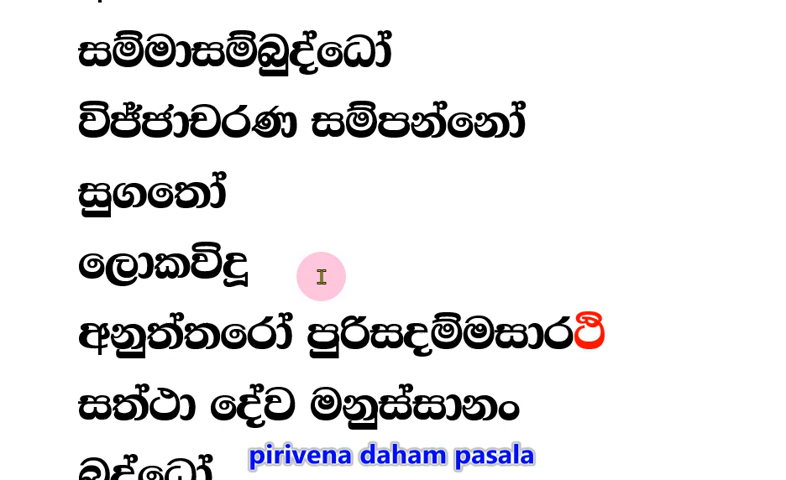 සම්මාසම්බුද්ධෝ
විජ්ජාචරණ සම්පන්නෝ
සුගතෝ
ලොකවිදූ
අනුත්තරෝ පුරිසදම්මසාරථි
සත්ථා දේව මනුස්සානං
බුද්ධෝ
pirivena daham pasala